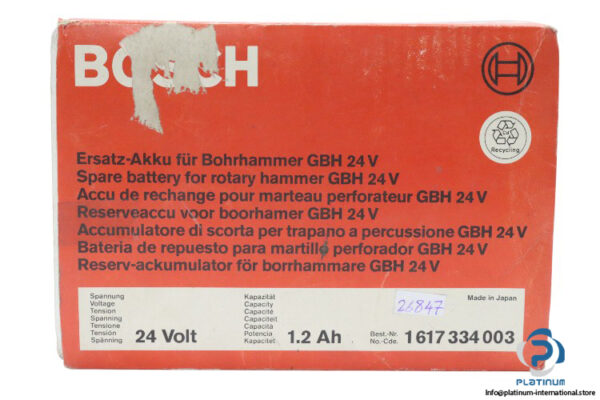 BOSCH
Cd
Recycling
Ersatz-Akku für Bohrhammer GBH 24 V
Spare battery for rotary hammer GBH 24 V
Accu de rechange pour marteau perforateur GBH 24 V
Reserveaccu voor boorhamer GBH 24 V
Accumulatore di scorta per trapano a percussione GBH 24 V
Bateria de repuesto para martillo perforador GBH 24 V
Reserv-ackumulator för borrhammare GBH 24 V
Spannung
Voltage
Tension
Spanning
Tensione
Tensión
Spänning
24 Volt
Kapazität
Capacity
Capacité
Capaciteit
Capacità
Potencia
Kapacitet
1.2 Ah
26847
Made in Japan
Best.-Nr.
No.-Cde.
1 617 334 003
PLATINUM
Info@platinum-international.store